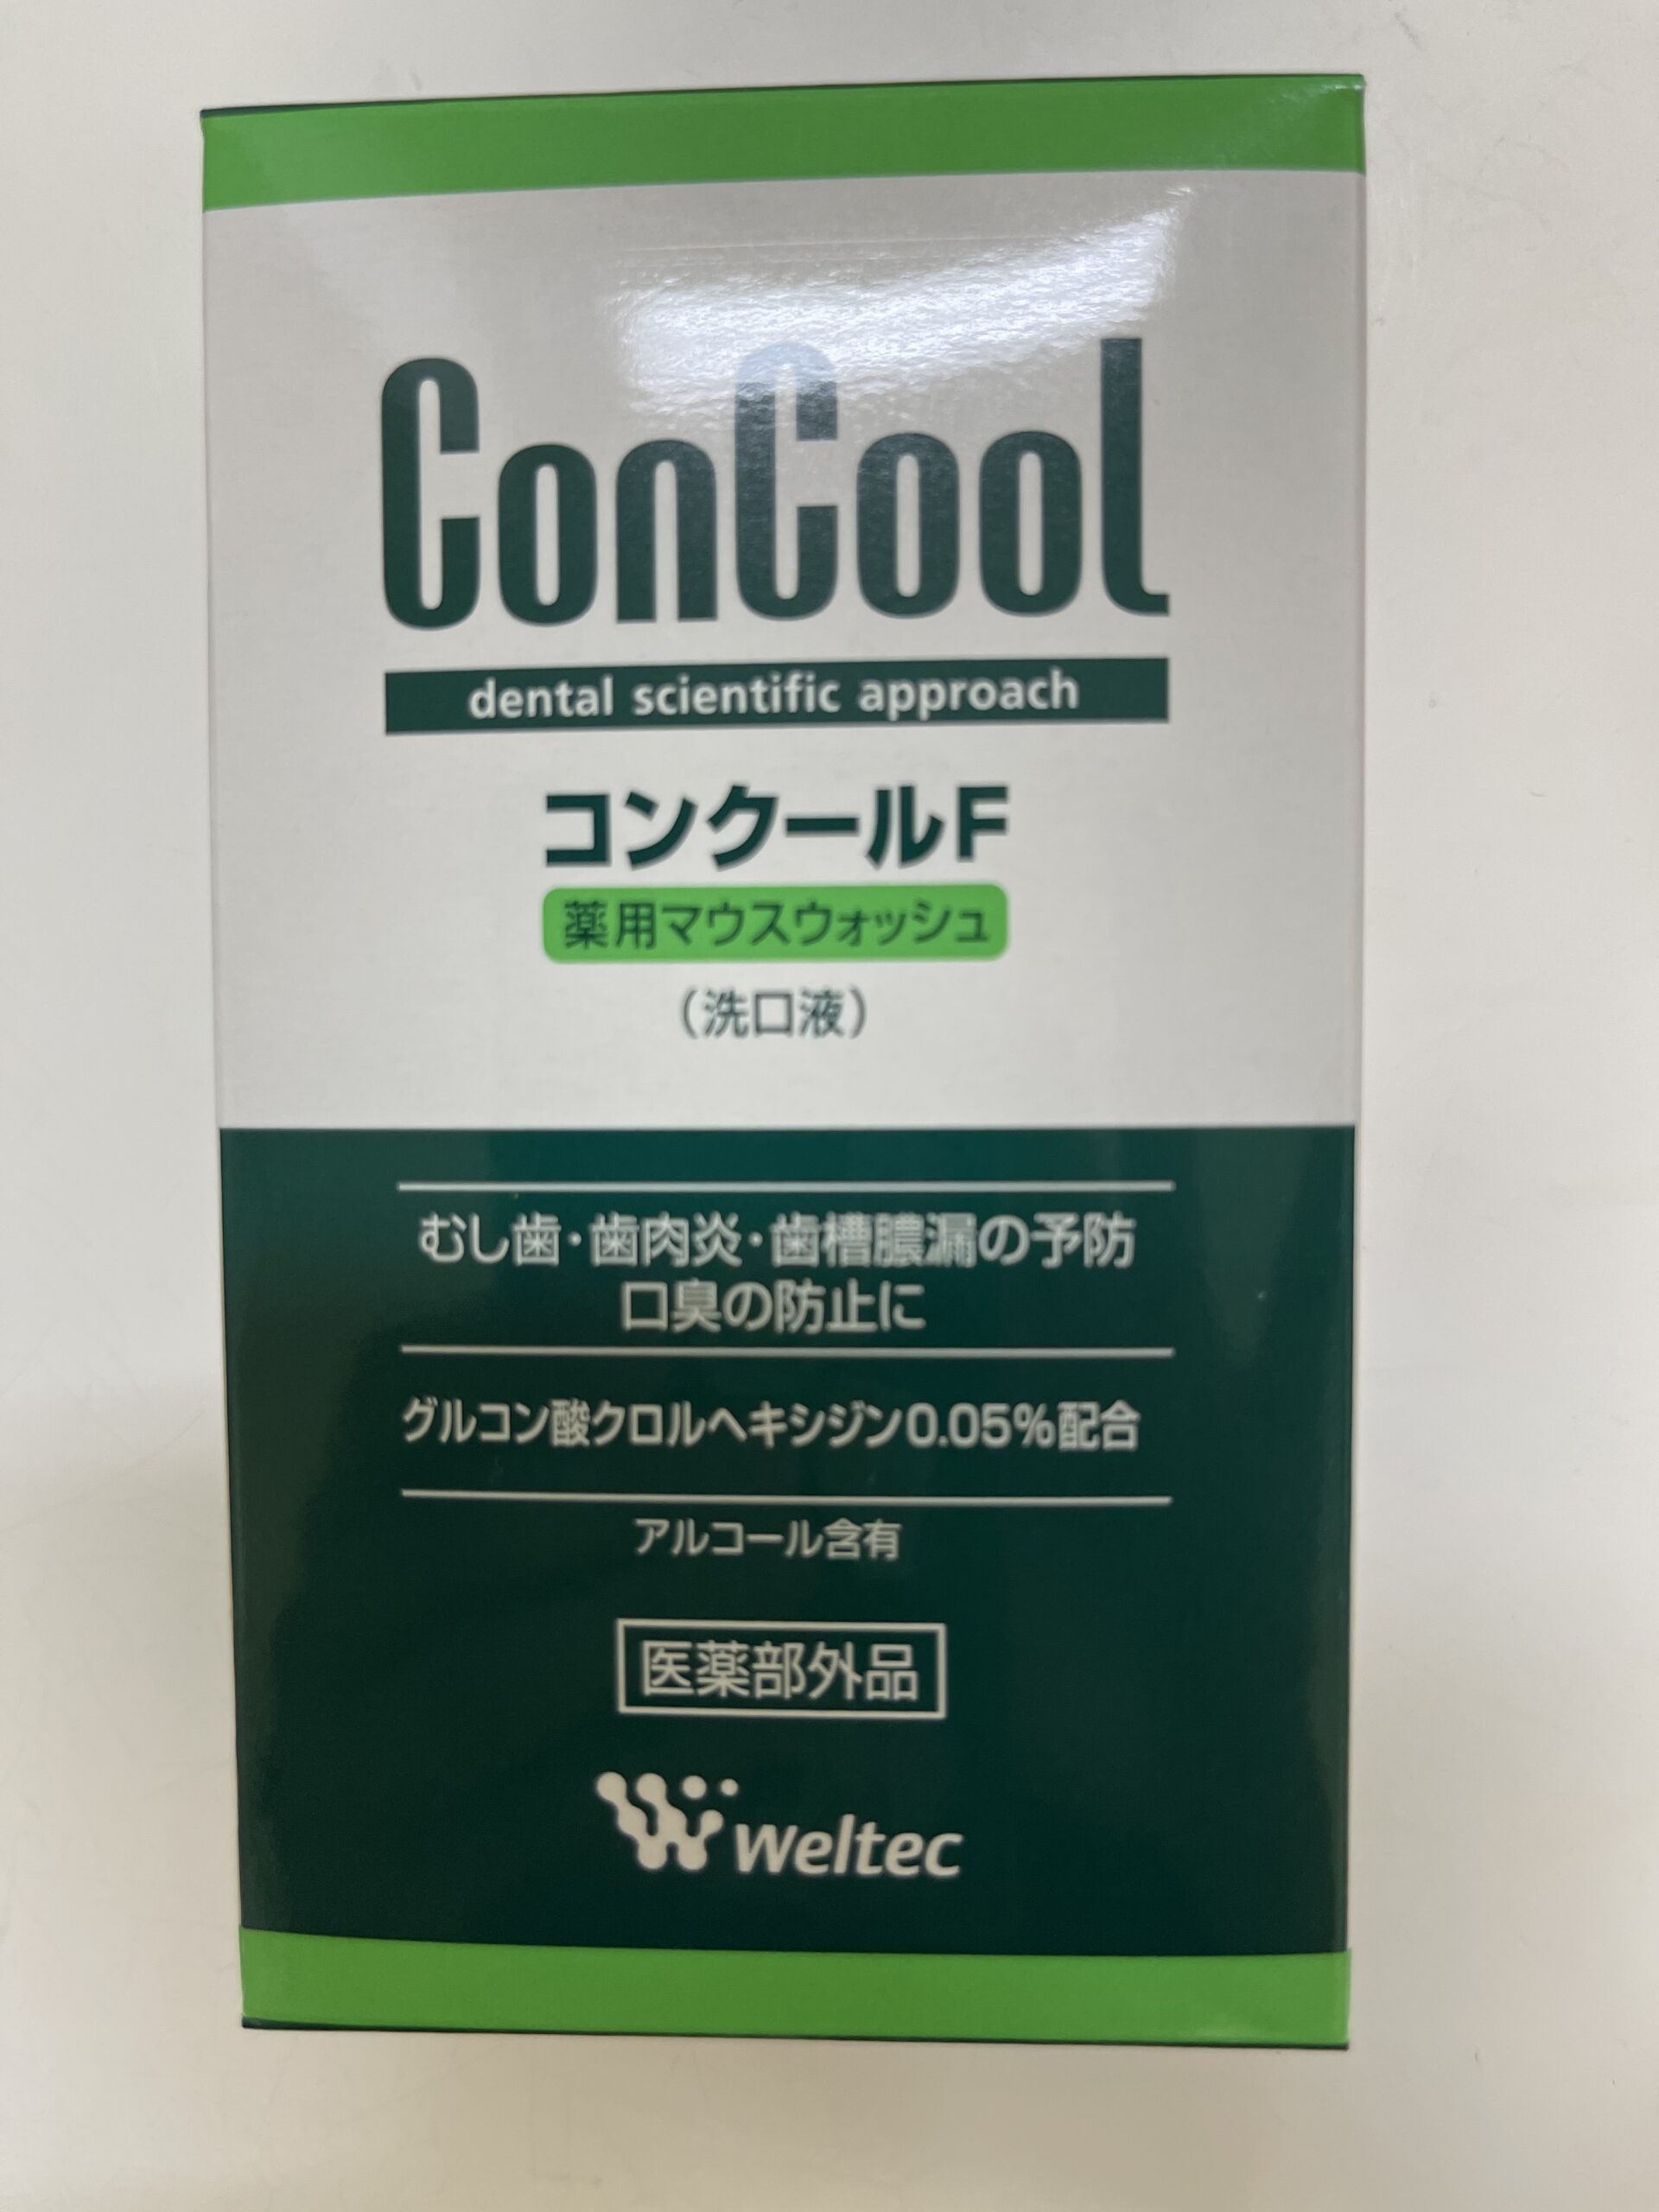 ConCool
dental scientific approach
コンクールF
薬用マウスウォッシュ
（洗口液）
むし歯・歯肉炎・歯槽膿漏の予防
口臭の防止に
グルコン酸クロルヘキシジン0.05%配合
アルコール含有
医薬部外品
weltec